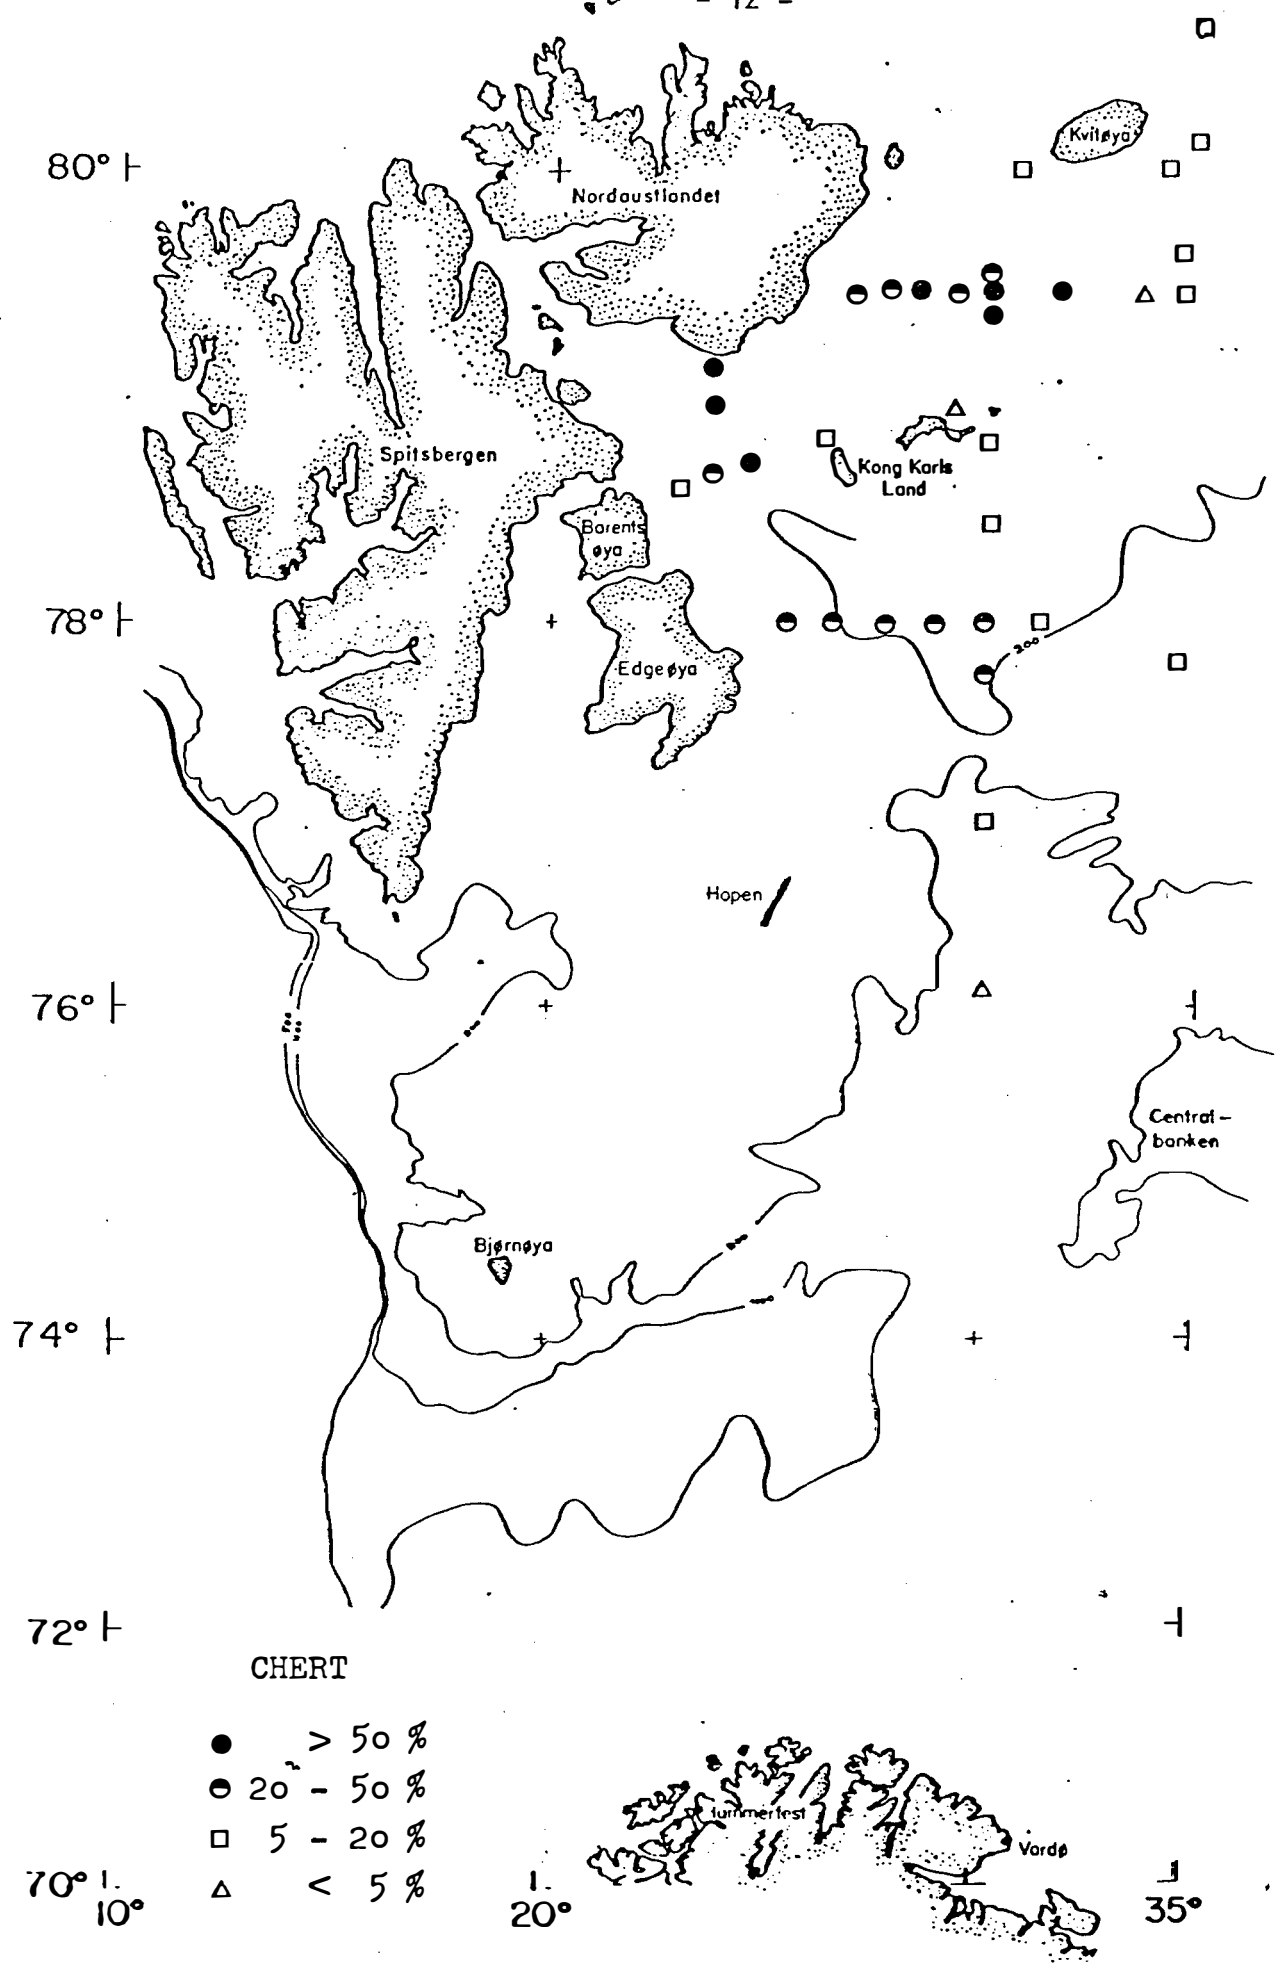 - 12 -
Kvitøya
80°
Nordaustlandet
Spitsbergen
Kong Karls
Land
Barents
øya
78°
Edgeøya
200
Hopen
76°
Central-
banken
Bjørnøya
74°
72°
CHERT
> 50 %
20 - 50 %
5 - 20 %
< 5 %
Vardø
70°
10°
20°
35°